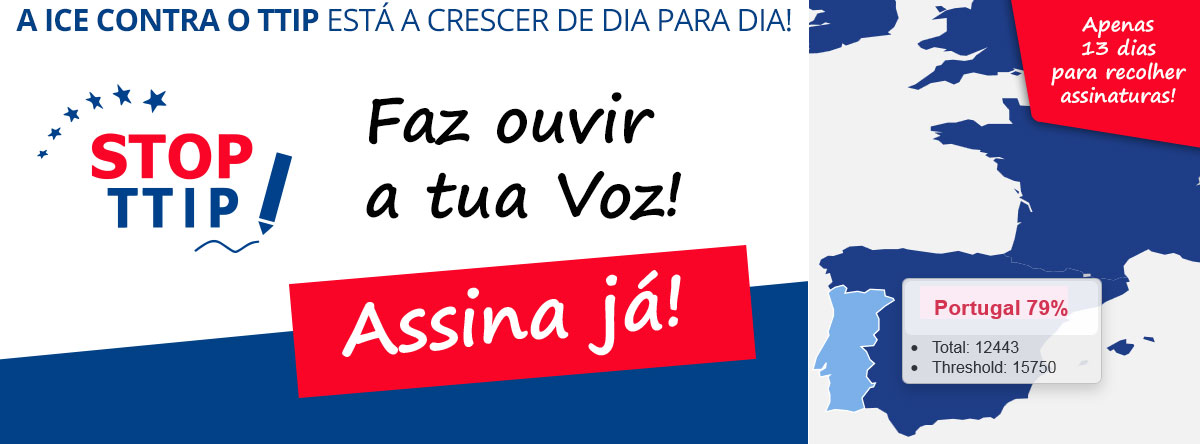 A ICE CONTRA O TTIP ESTÁ A CRESCER DE DIA PARA DIA!
STOP
TTIP
Faz ouvir
a tua Voz!
Assina já!
Apenas
13 dias
para recolher
assinaturas!
Portugal 79%
Total: 12443
Threshold: 15750